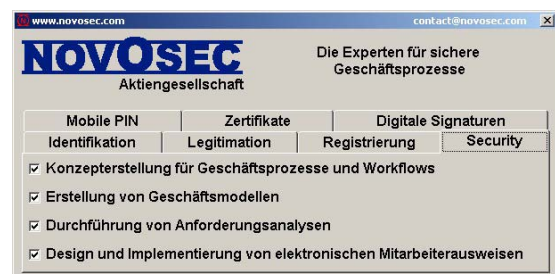 www.novosec.com contact@novosec.com
NOVOSEC
Aktiengesellschaft
Die Experten für sichere
Geschäftsprozesse
Mobile PIN Zertifikate Digitale Signaturen
Identifikation Legitimation Registrierung Security
Konzepterstellung für Geschäftsprozesse und Workflows
Erstellung von Geschäftsmodellen
Durchführung von Anforderungsanalysen
Design und Implementierung von elektronischen Mitarbeiterausweisen